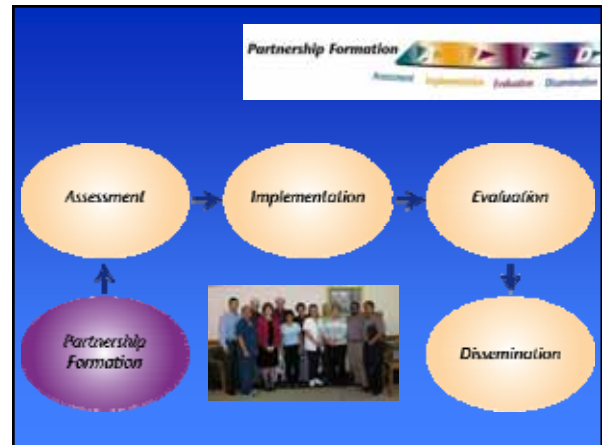 Partnership Formation
A I E D
Assessment Implementation Evaluation Dissemination
Assessment
Implementation
Evaluation
Partnership
Formation
Dissemination